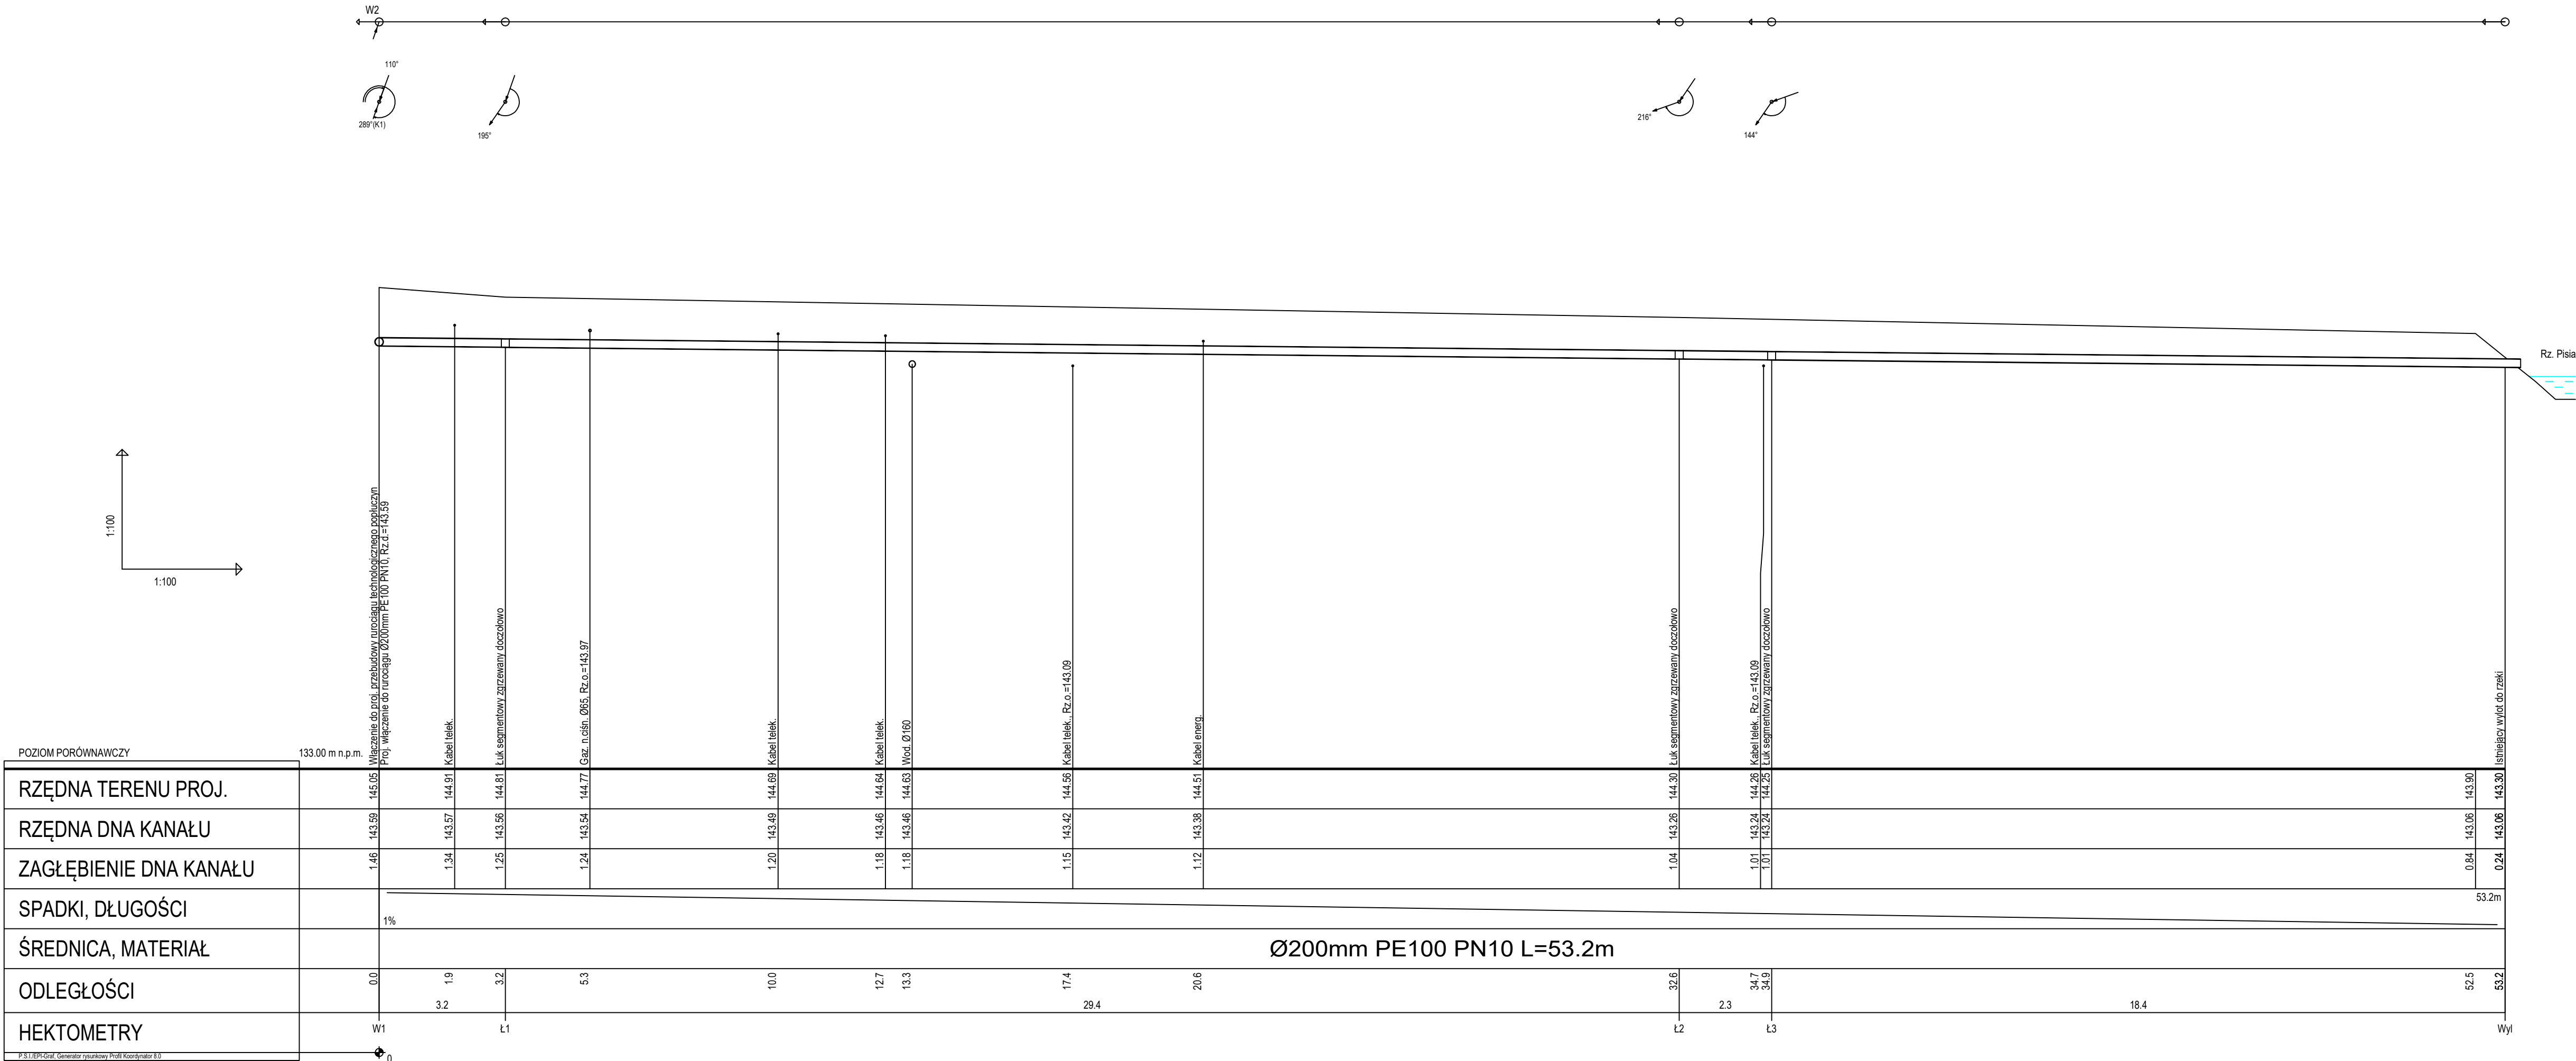 W2
110°
289°(K1)
195°
216°
144°
Rz. Pisia
1:100
1:100
Włączenie do proj. przebudowy rurociągu technologicznego popłuczyn
Proj. włączenie do rurociągu Ø200mm PE100 PN10, Rz.d.=143.59
Kabel telek.
Łuk segmentowy zgrzewany doczołowo
Gaz. n.ciśn. Ø65, Rz.o.=143.97
Kabel telek.
Kabel telek.
Wod. Ø160
Kabel telek., Rz.o.=143.09
Kabel energ.
Łuk segmentowy zgrzewany doczołowo
Kabel telek., Rz.o.=143.09
Łuk segmentowy zgrzewany doczołowo
Istniejący wylot do rzeki
POZIOM PORÓWNAWCZY 133.00 m n.p.m.
RZĘDNA TERENU PROJ. 145.05 144.91 144.81 144.77 144.69 144.64 144.63 144.56 144.51 144.30 144.26 144.25 143.90 143.30
RZĘDNA DNA KANAŁU 143.59 143.57 143.56 143.54 143.49 143.46 143.46 143.42 143.38 143.26 143.24 143.24 143.06 143.06
ZAGŁĘBIENIE DNA KANAŁU 1.46 1.34 1.25 1.24 1.20 1.18 1.18 1.15 1.12 1.04 1.01 1.01 0.84 0.24
SPADKI, DŁUGOŚCI 1% 53.2m
ŚREDNICA, MATERIAŁ Ø200mm PE100 PN10 L=53.2m
ODLEGŁOŚCI 0.0 1.9 3.2 5.3 10.0 12.7 13.3 17.4 20.6 32.6 34.7 34.9 52.5 53.2
3.2 29.4 2.3 18.4
HEKTOMETRY W1 Ł1 Ł2 Ł3 Wyl
P.S.I./EPI-Graf, Generator rysunkowy Profil Koordynator 8.0
0